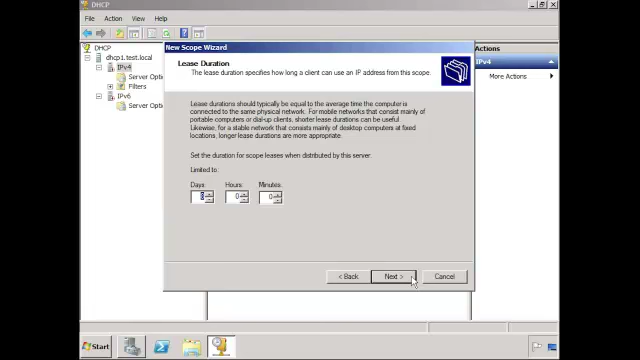 DHCP
File Action View Help
DHCP
dhcp1.test.local
IPv4
Server Opti
Filters
IPv6
Server Opti
New Scope Wizard
Lease Duration
The lease duration specifies how long a client can use an IP address from this scope.
Lease durations should typically be equal to the average time the computer is
connected to the same physical network. For mobile networks that consist mainly of
portable computers or dial-up clients, shorter lease durations can be useful.
Likewise, for a stable network that consists mainly of desktop computers at fixed
locations, longer lease durations are more appropriate.
Set the duration for scope leases when distributed by this server.
Limited to:
Days: Hours: Minutes:
8 0 0
< Back Next > Cancel
Actions
IPv4
More Actions
Start